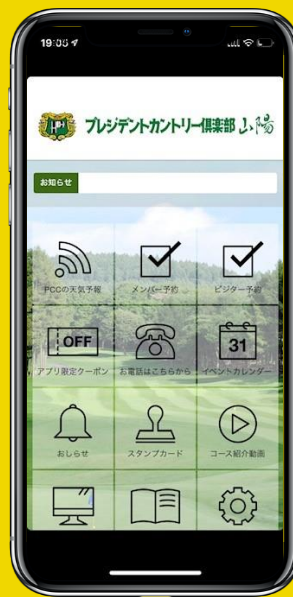 19:05
プレジデントカントリー倶楽部 山陽
お知らせ
PCCの天気予報
メンバー予約
ビジター予約
OFF
31
アプリ限定クーポン
お電話はこちらから
イベントカレンダー
おしらせ
スタンプカード
コース紹介動画